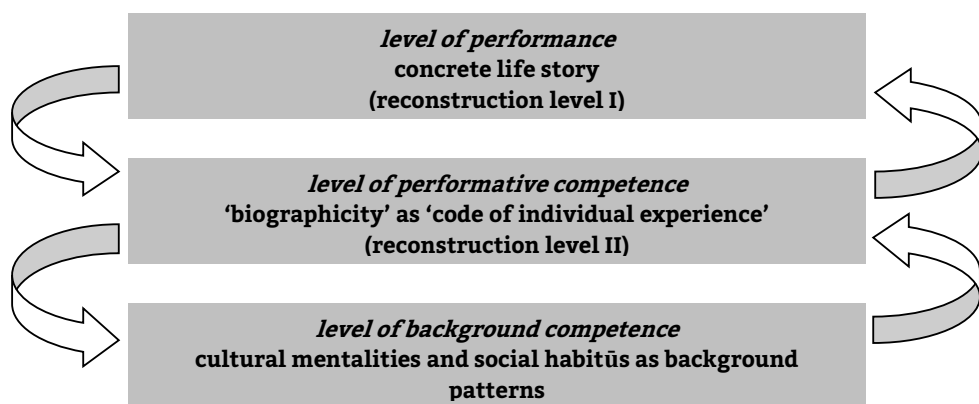 level of performance
concrete life story
(reconstruction level I)
level of performative competence
‘biographicity’ as ‘code of individual experience’
(reconstruction level II)
level of background competence
cultural mentalities and social habitūs as background
patterns